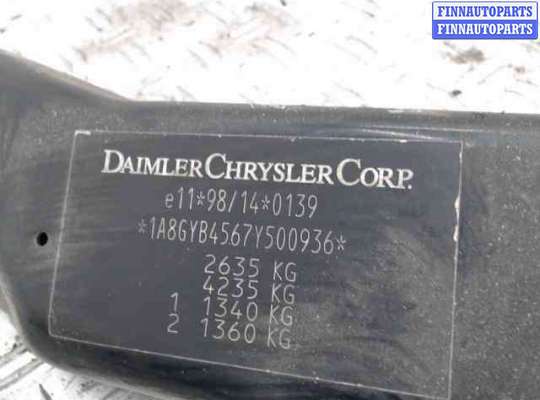 FINNAUTOPARTS
FINNAUTOPARTS
DAIMLERCHRYSLER CORP.
e11*98/14*0139
*1A8GYB4567Y500936*
2635 KG
4235 KG
1 1340 KG
2 1360 KG